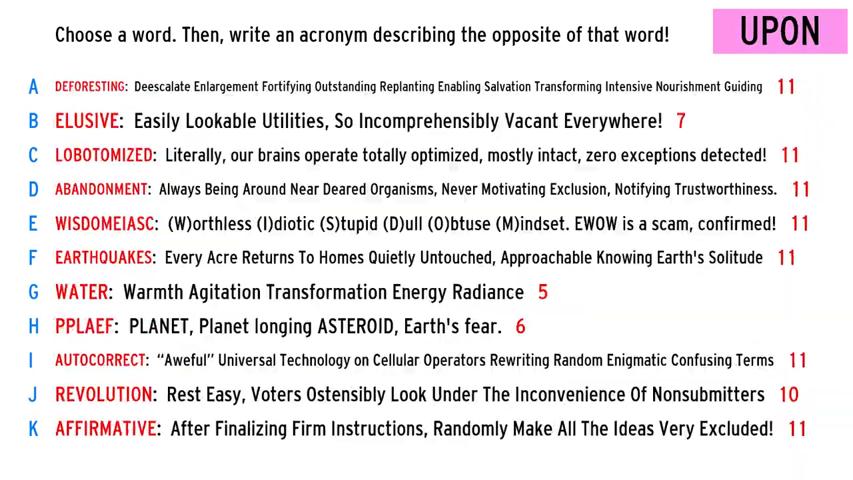 Choose a word. Then, write an acronym describing the opposite of that word!
UPON
A DEFORESTING: Deescalate Enlargement Fortifying Outstanding Replanting Enabling Salvation Transforming Intensive Nourishment Guiding 11
B ELUSIVE: Easily Lookable Utilities, So Incomprehensibly Vacant Everywhere! 7
C LOBOTOMIZED: Literally, our brains operate totally optimized, mostly intact, zero exceptions detected! 11
D ABANDONMENT: Always Being Around Near Deared Organisms, Never Motivating Exclusion, Notifying Trustworthiness. 11
E WISDOMEIASC: (W)orthless (I)diotic (S)tupid (D)ull (O)btuse (M)indset. EWOW is a scam, confirmed! 11
F EARTHQUAKES: Every Acre Returns To Homes Quietly Untouched, Approachable Knowing Earth's Solitude 11
G WATER: Warmth Agitation Transformation Energy Radiance 5
H PPLAEF: PLANET, Planet longing ASTEROID, Earth's fear. 6
I AUTOCORRECT: “Aweful” Universal Technology on Cellular Operators Rewriting Random Enigmatic Confusing Terms 11
J REVOLUTION: Rest Easy, Voters Ostensibly Look Under The Inconvenience Of Nonsubmitters 10
K AFFIRMATIVE: After Finalizing Firm Instructions, Randomly Make All The Ideas Very Excluded! 11